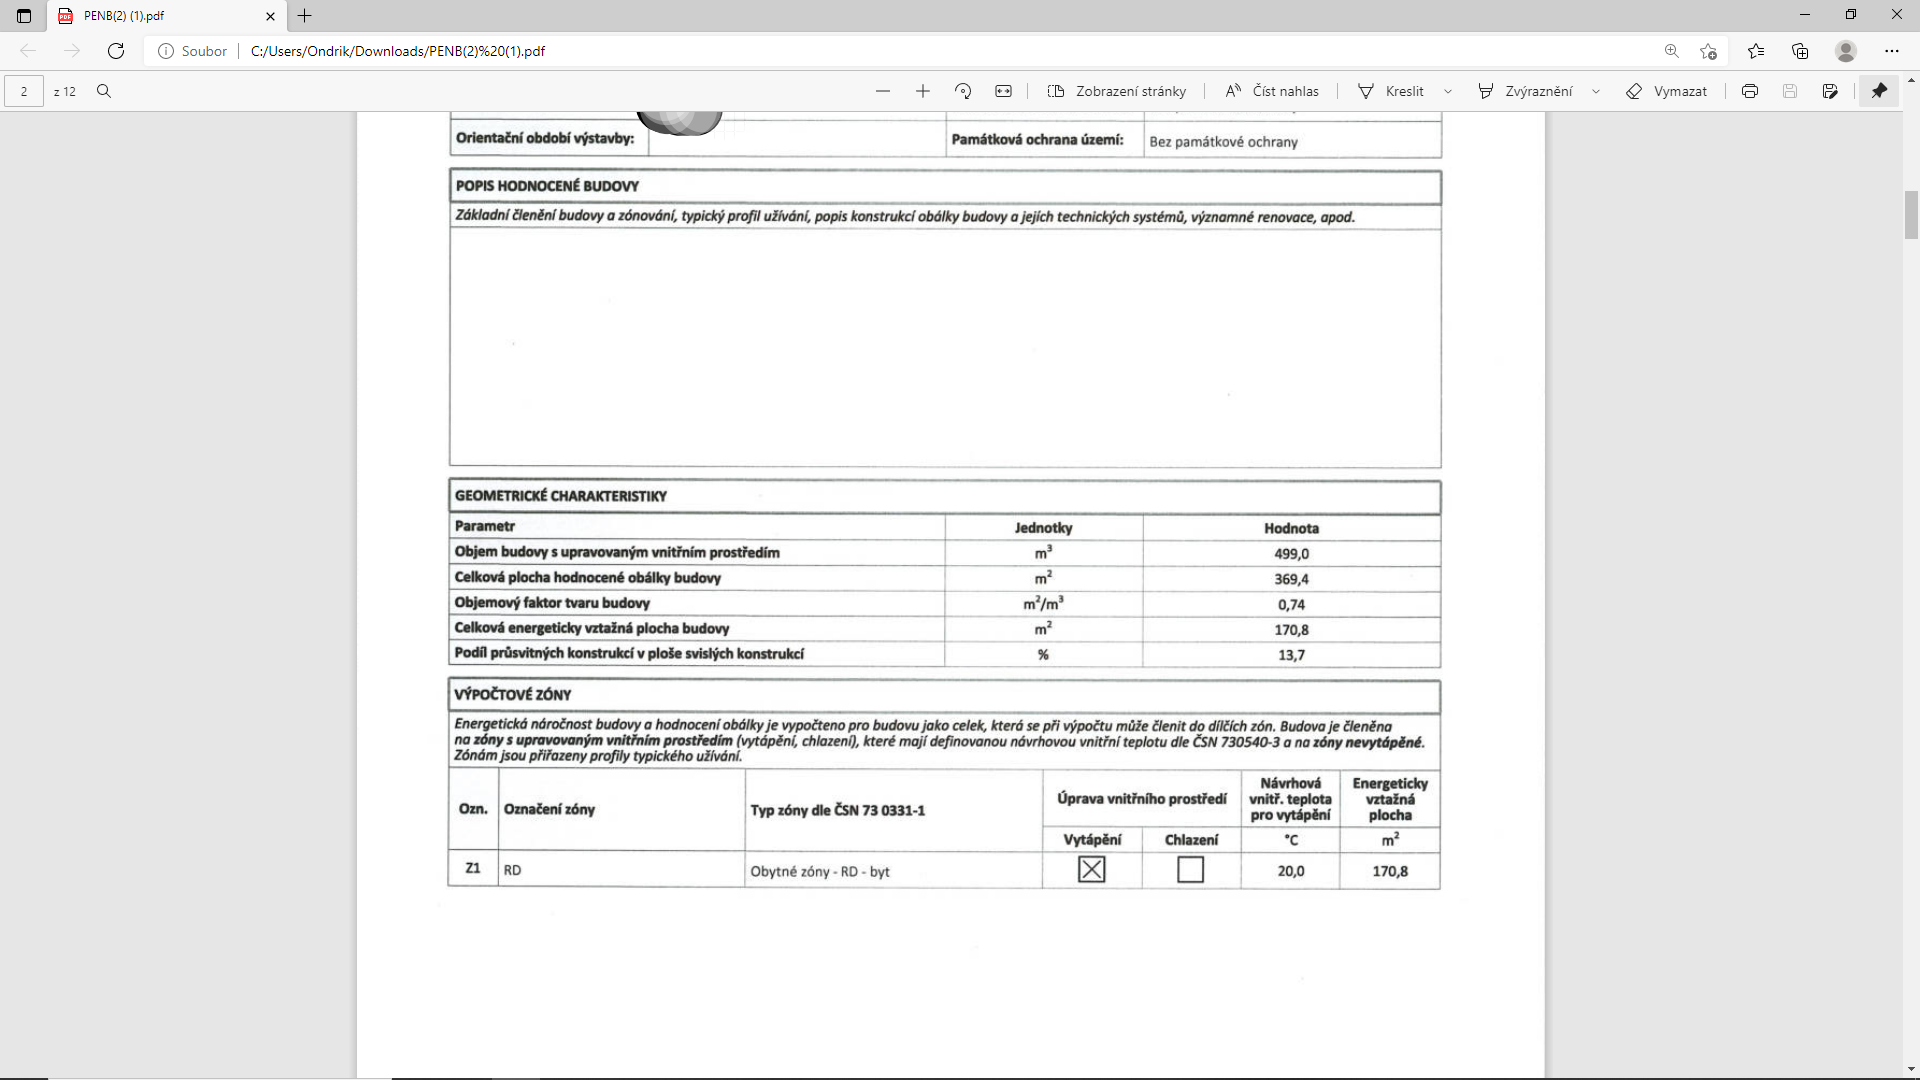 PENB(2) (1).pdf
Soubor C:/Users/Ondrik/Downloads/PENB(2)%20(1).pdf
2 z 12 Zobrazení stránky Číst nahlas Kreslit Zvýraznění Vymazat
Orientační období výstavby: Památková ochrana území: Bez památkové ochrany
POPIS HODNOCENÉ BUDOVY
Základní členění budovy a zónování, typický profil užívání, popis konstrukcí obálky budovy a jejích technických systémů, významné renovace, apod.
GEOMETRICKÉ CHARAKTERISTIKY
Parametr Jednotky Hodnota
Objem budovy s upravovaným vnitřním prostředím m³ 499,0
Celková plocha hodnocené obálky budovy m² 369,4
Objemový faktor tvaru budovy m²/m³ 0,74
Celková energeticky vztažná plocha budovy m² 170,8
Podíl průsvitných konstrukcí v ploše svislých konstrukcí % 13,7
VÝPOČTOVÉ ZÓNY
Energetická náročnost budovy a hodnocení obálky je vypočteno pro budovu jako celek, která se při výpočtu může členit do dílčích zón. Budova je členěna
na zóny s upravovaným vnitřním prostředím (vytápění, chlazení), které mají definovanou návrhovou vnitřní teplotu dle ČSN 730540-3 a na zóny nevytápěné.
Zónám jsou přiřazeny profily typického užívání.
Ozn. Označení zóny Typ zóny dle ČSN 73 0331-1 Úprava vnitřního prostředí
Návrhová
vnitř. teplota
pro vytápění
Energeticky
vztažná
plocha
Vytápění Chlazení °C m²
Z1 RD Obytné zóny - RD - byt 20,0 170,8